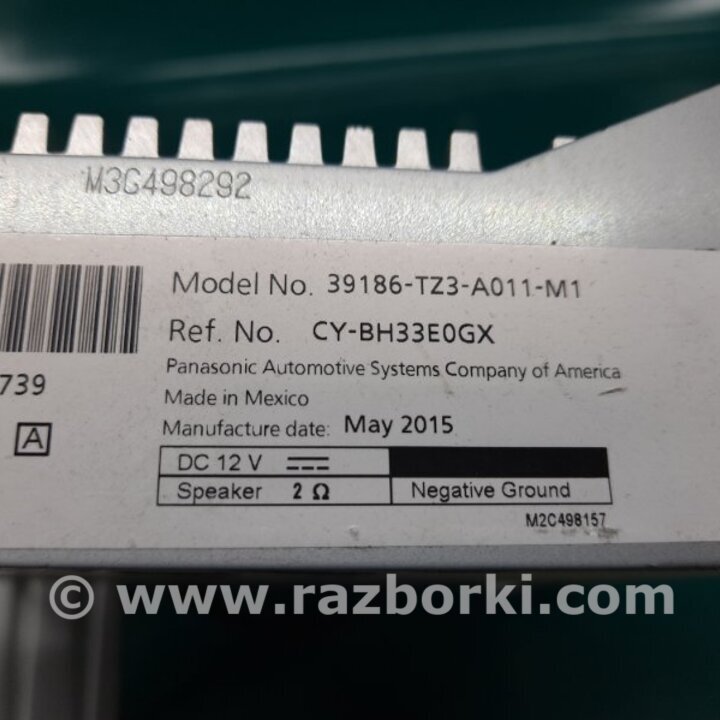 M3G498292
Model No. 39186-TZ3-A011-M1
Ref. No. CY-BH33E0GX
Panasonic Automotive Systems Company of America
739
Made in Mexico
A
Manufacture date: May 2015
DC 12 V
Speaker 2 Ω Negative Ground
M2C498157
© www.razborki.com